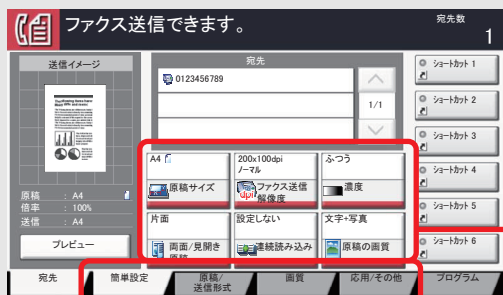 ファクス送信できます。
宛先数
1
送信イメージ
宛先
0123456789
1/1
原稿 : A4
倍率 : 100%
送信 : A4
プレビュー
A4
原稿サイズ
200x100dpi
ノーマル
ファクス送信
解像度
ふつう
濃度
片面
両面/見開き
原稿
設定しない
連続読み込み
文字+写真
原稿の画質
ショートカット 1
ショートカット 2
ショートカット 3
ショートカット 4
ショートカット 5
ショートカット 6
宛先
簡単設定
原稿/
送信形式
画質
応用/その他
プログラム